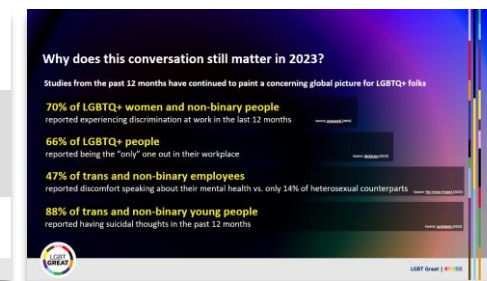 Why does this conversation still matter in 2023?
Studies from the past 12 months have continued to paint a concerning global picture for LGBTQ+ folks
70% of LGBTQ+ women and non-binary people
reported experiencing discrimination at work in the last 12 months
66% of LGBTQ+ people
reported being the "only" one out in their workplace
47% of trans and non-binary employees
reported discomfort speaking about their mental health vs. only 14% of heterosexual counterparts
88% of trans and non-binary young people
reported having suicidal thoughts in the past 12 months
LGBT
GREAT
LGBT Great | #PRIDE